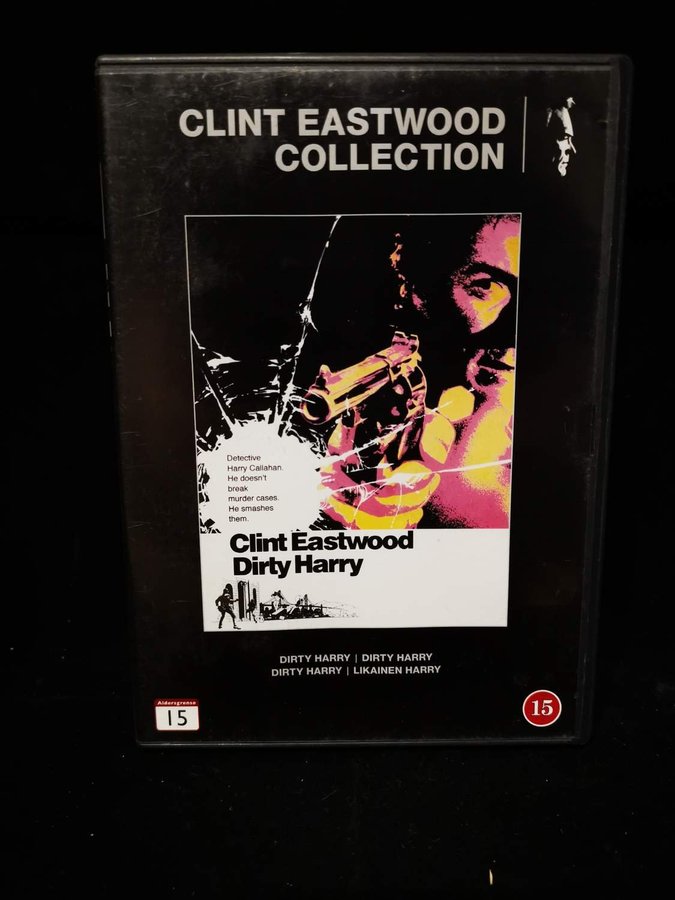 CLINT EASTWOOD
COLLECTION
Detective
Harry Callahan.
He doesn't
break
murder cases.
He smashes
them.
Clint Eastwood
Dirty Harry
DIRTY HARRY | DIRTY HARRY
DIRTY HARRY | LIKAINEN HARRY
Aldersgrense
15
15